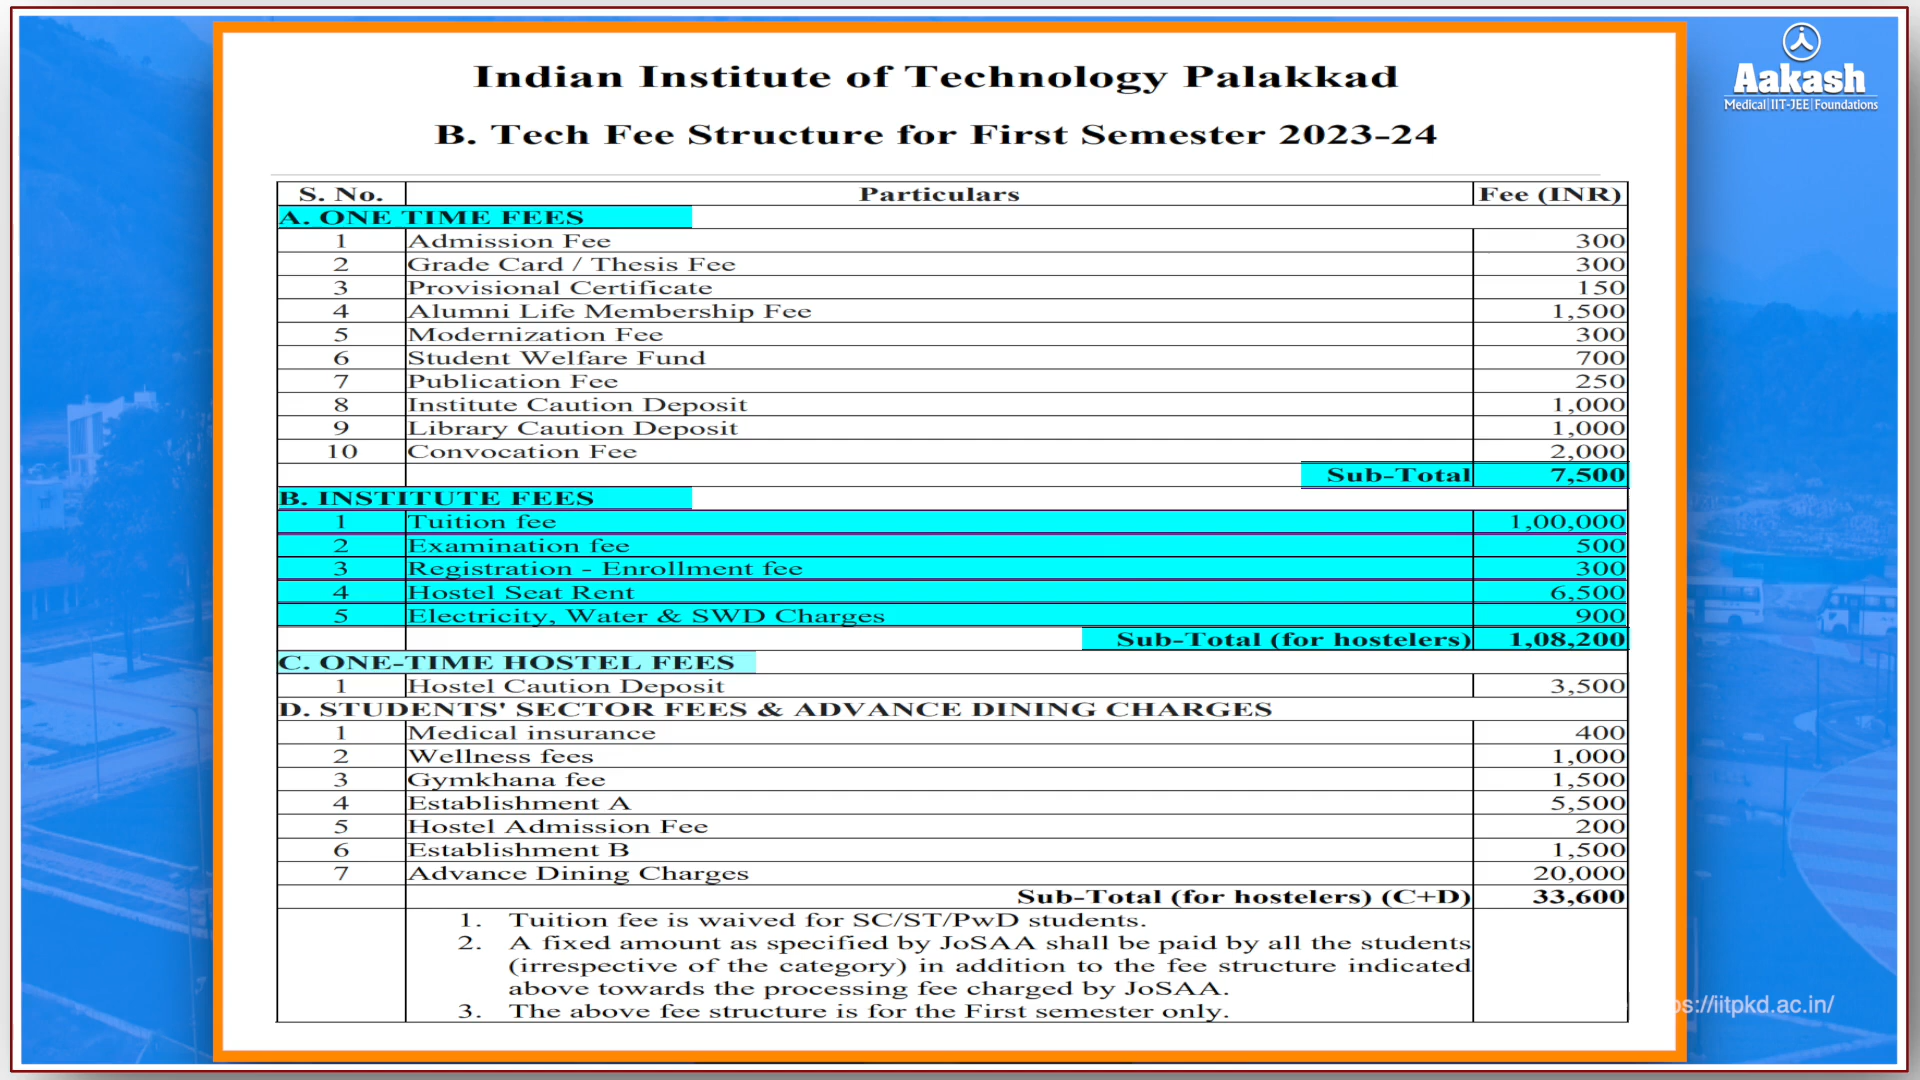 Indian Institute of Technology Palakkad
B. Tech Fee Structure for First Semester 2023-24
Aakash
Medical|IIT-JEE|Foundations
S. No. Particulars Fee (INR)
A. ONE TIME FEES
1 Admission Fee 300
2 Grade Card / Thesis Fee 300
3 Provisional Certificate 150
4 Alumni Life Membership Fee 1,500
5 Modernization Fee 300
6 Student Welfare Fund 700
7 Publication Fee 250
8 Institute Caution Deposit 1,000
9 Library Caution Deposit 1,000
10 Convocation Fee 2,000
Sub-Total 7,500
B. INSTITUTE FEES
1 Tuition fee 1,00,000
2 Examination fee 500
3 Registration - Enrollment fee 300
4 Hostel Seat Rent 6,500
5 Electricity, Water & SWD Charges 900
Sub-Total (for hostelers) 1,08,200
C. ONE-TIME HOSTEL FEES
1 Hostel Caution Deposit 3,500
D. STUDENTS' SECTOR FEES & ADVANCE DINING CHARGES
1 Medical insurance 400
2 Wellness fees 1,000
3 Gymkhana fee 1,500
4 Establishment A 5,500
5 Hostel Admission Fee 200
6 Establishment B 1,500
7 Advance Dining Charges 20,000
Sub-Total (for hostelers) (C+D) 33,600
1. Tuition fee is waived for SC/ST/PwD students.
2. A fixed amount as specified by JoSAA shall be paid by all the students
(irrespective of the category) in addition to the fee structure indicated
above towards the processing fee charged by JoSAA.
3. The above fee structure is for the First semester only.
ps://iitpkd.ac.in/